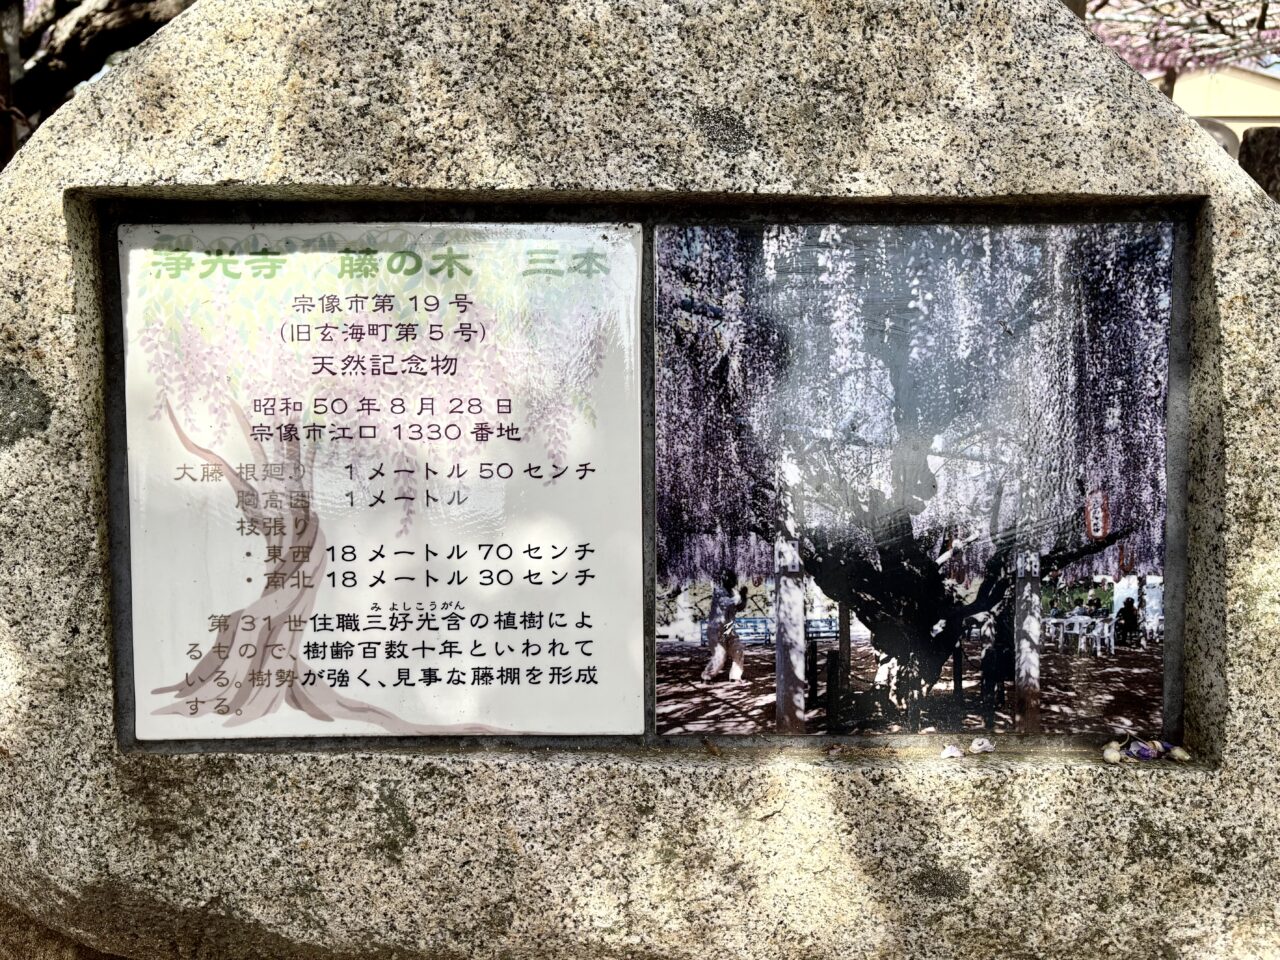 淨光寺 藤の木 三本
宗像市第19号
(旧玄海町第5号)
天然記念物
昭和50年8月28日
宗像市江口1330番地
大藤 根廻り 1メートル50センチ
胸高囲 1メートル
枝張り
・東西 18メートル70センチ
・南北 18メートル30センチ
みよしこうがん
第31世住職三好光含の植樹によ
るもので、樹齢百数十年といわれて
いる。樹勢が強く、見事な藤棚を形成
する。